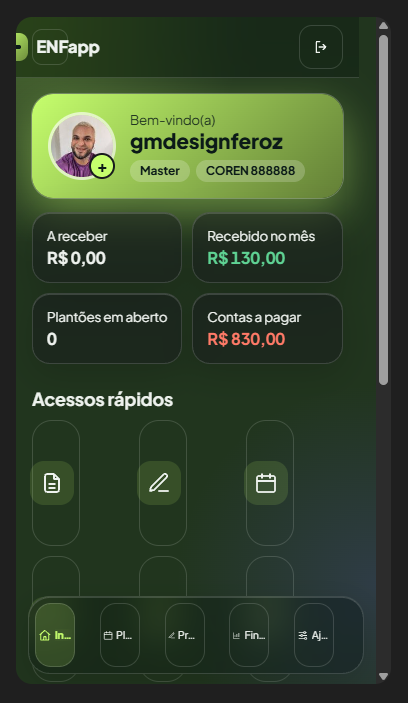 ENFapp
Bem-vindo(a)
gmdesignferoz
Master COREN 888888
A receber
R$ 0,00
Recebido no mês
R$ 130,00
Plantões em aberto
0
Contas a pagar
R$ 830,00
Acessos rápidos
In... Pl... Pr... Fin... Aj...